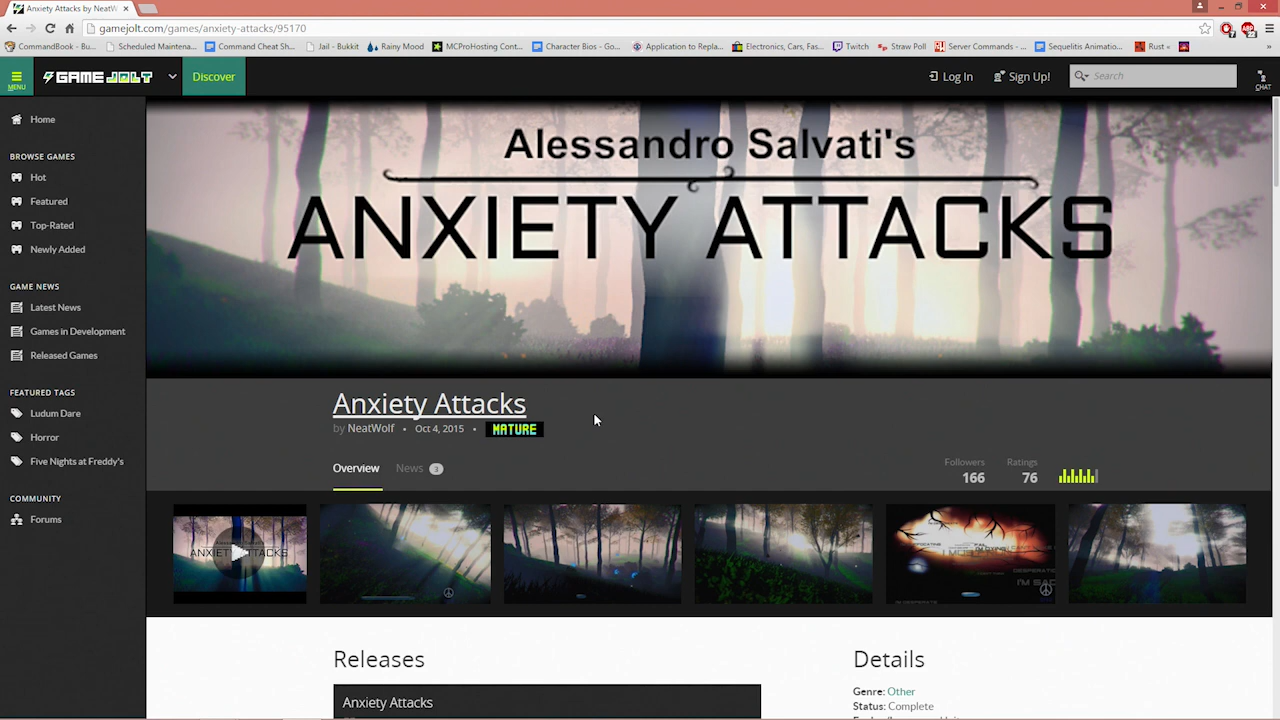 Anxiety Attacks by NeatW
gamejolt.com/games/anxiety-attacks/95170
CommandBook - Bu...
Scheduled Maintena...
Command Cheat Sh...
Jail - Bukkit
Rainy Mood
MCProHosting Cont...
Character Bios - Go...
Application to Repla...
Electronics, Cars, Fas...
Twitch
Straw Poll
Server Commands - ...
Sequelitis Animatio...
Rust «
»
MENU
GAME JOLT
Discover
Log In
Sign Up!
Search
CHAT
Home
BROWSE GAMES
Hot
Featured
Top-Rated
Newly Added
GAME NEWS
Latest News
Games in Development
Released Games
FEATURED TAGS
Ludum Dare
Horror
Five Nights at Freddy's
COMMUNITY
Forums
Alessandro Salvati's
ANXIETY ATTACKS
Anxiety Attacks
by NeatWolf • Oct 4, 2015 • MATURE
Overview
News 3
Followers
166
Ratings
76
ANXIETY ATTACKS
DESPERATI
I'M SA
Releases
Anxiety Attacks
Details
Genre: Other
Status: Complete